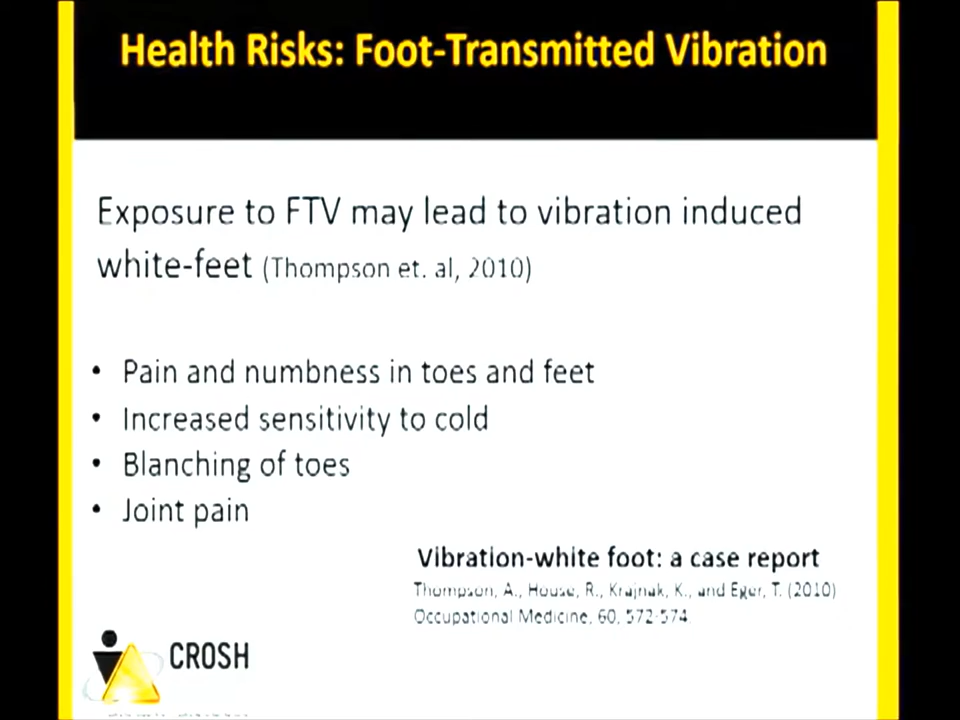 Health Risks: Foot-Transmitted Vibration
Exposure to FTV may lead to vibration induced
white-feet (Thompson et. al, 2010)
• Pain and numbness in toes and feet
• Increased sensitivity to cold
• Blanching of toes
• Joint pain
Vibration-white foot: a case report
Thompson, A., House, R., Krajnak, K., and Eger, T. (2010)
Occupational Medicine, 60, 572-574.
CROSH